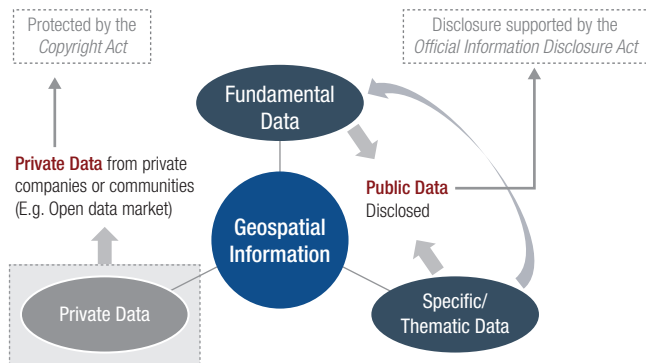 Protected by the
Copyright Act
Disclosure supported by the
Official Information Disclosure Act
Fundamental
Data
Private Data from private
companies or communities
(E.g. Open data market)
Public Data
Disclosed
Geospatial
Information
Private Data
Specific/
Thematic Data